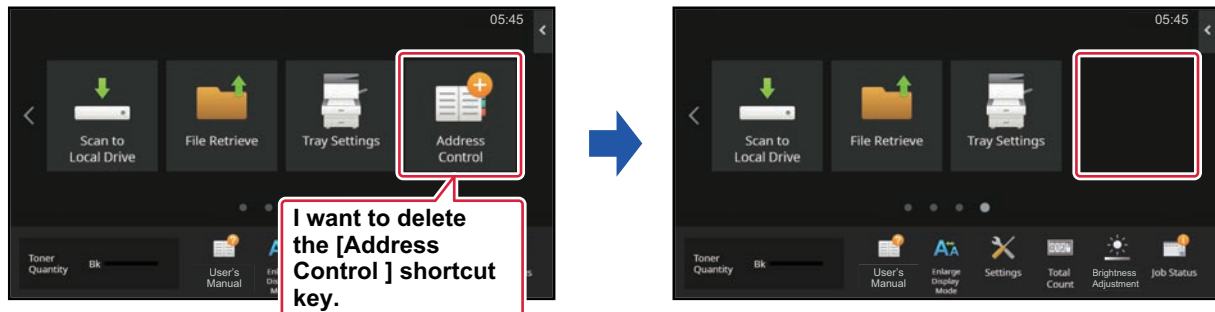 05:45
Scan to
Local Drive
File Retrieve
Tray Settings
Address
Control
I want to delete
the [Address
Control ] shortcut
key.
Toner
Quantity
Bk
User's
Manual
05:45
Scan to
Local Drive
File Retrieve
Tray Settings
Toner
Quantity
Bk
User's
Manual
Enlarge
Display
Mode
Settings
Total
Count
Brightness
Adjustment
Job Status